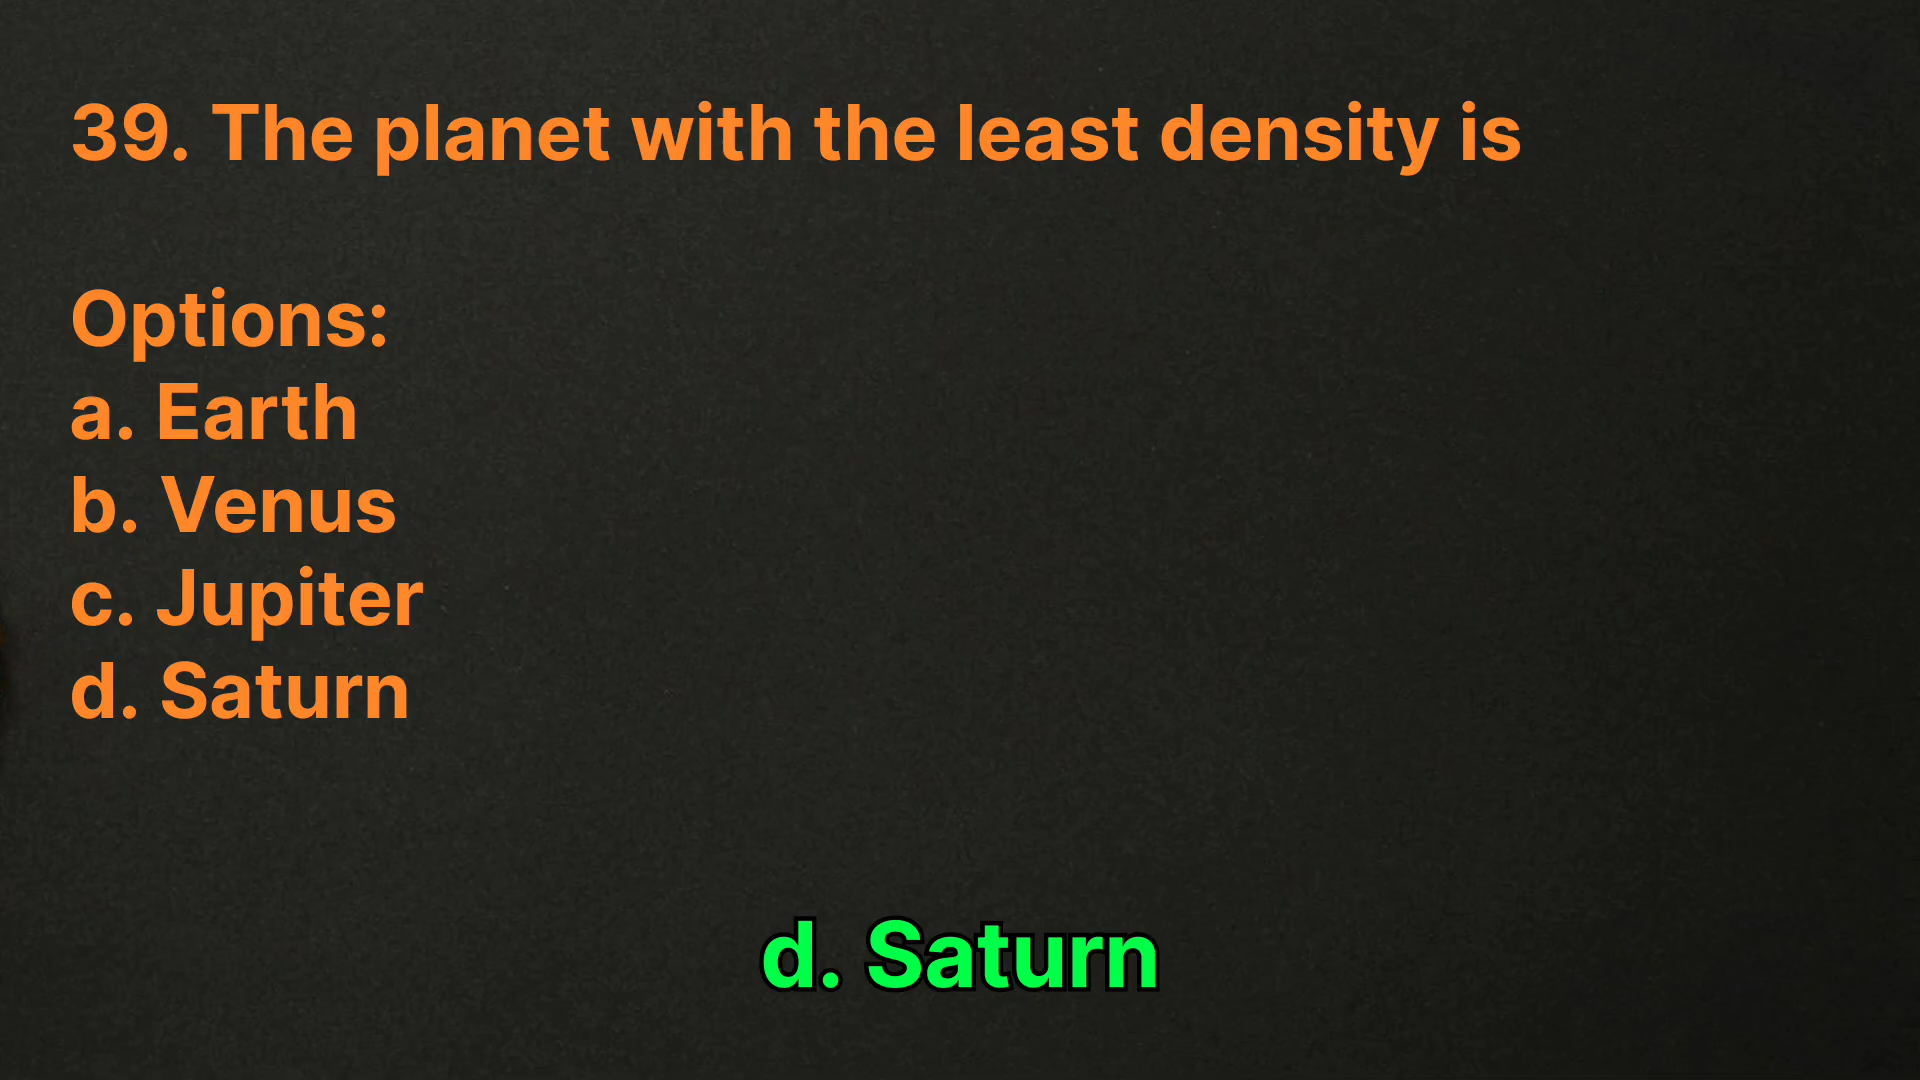 39. The planet with the least density is
Options:
a. Earth
b. Venus
c. Jupiter
d. Saturn
d. Saturn